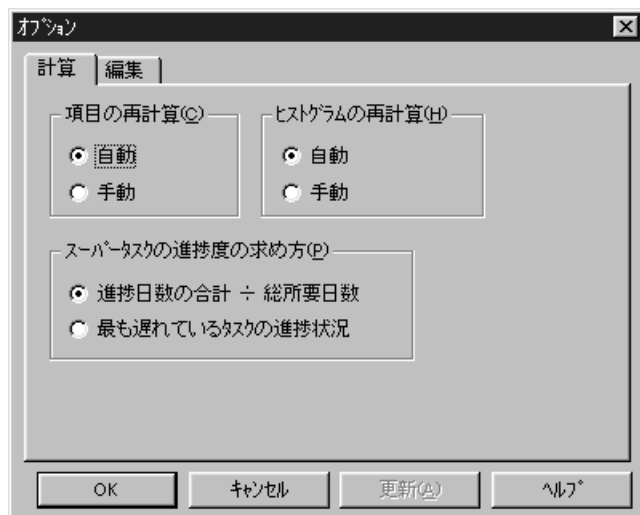 オプション
計算 編集
項目の再計算(C) ヒストグラムの再計算(H)
自動 自動
手動 手動
スーパータスクの進捗度の求め方(P)
進捗日数の合計 ÷ 総所要日数
最も遅れているタスクの進捗状況
OK キャンセル 更新(A) ヘルプ